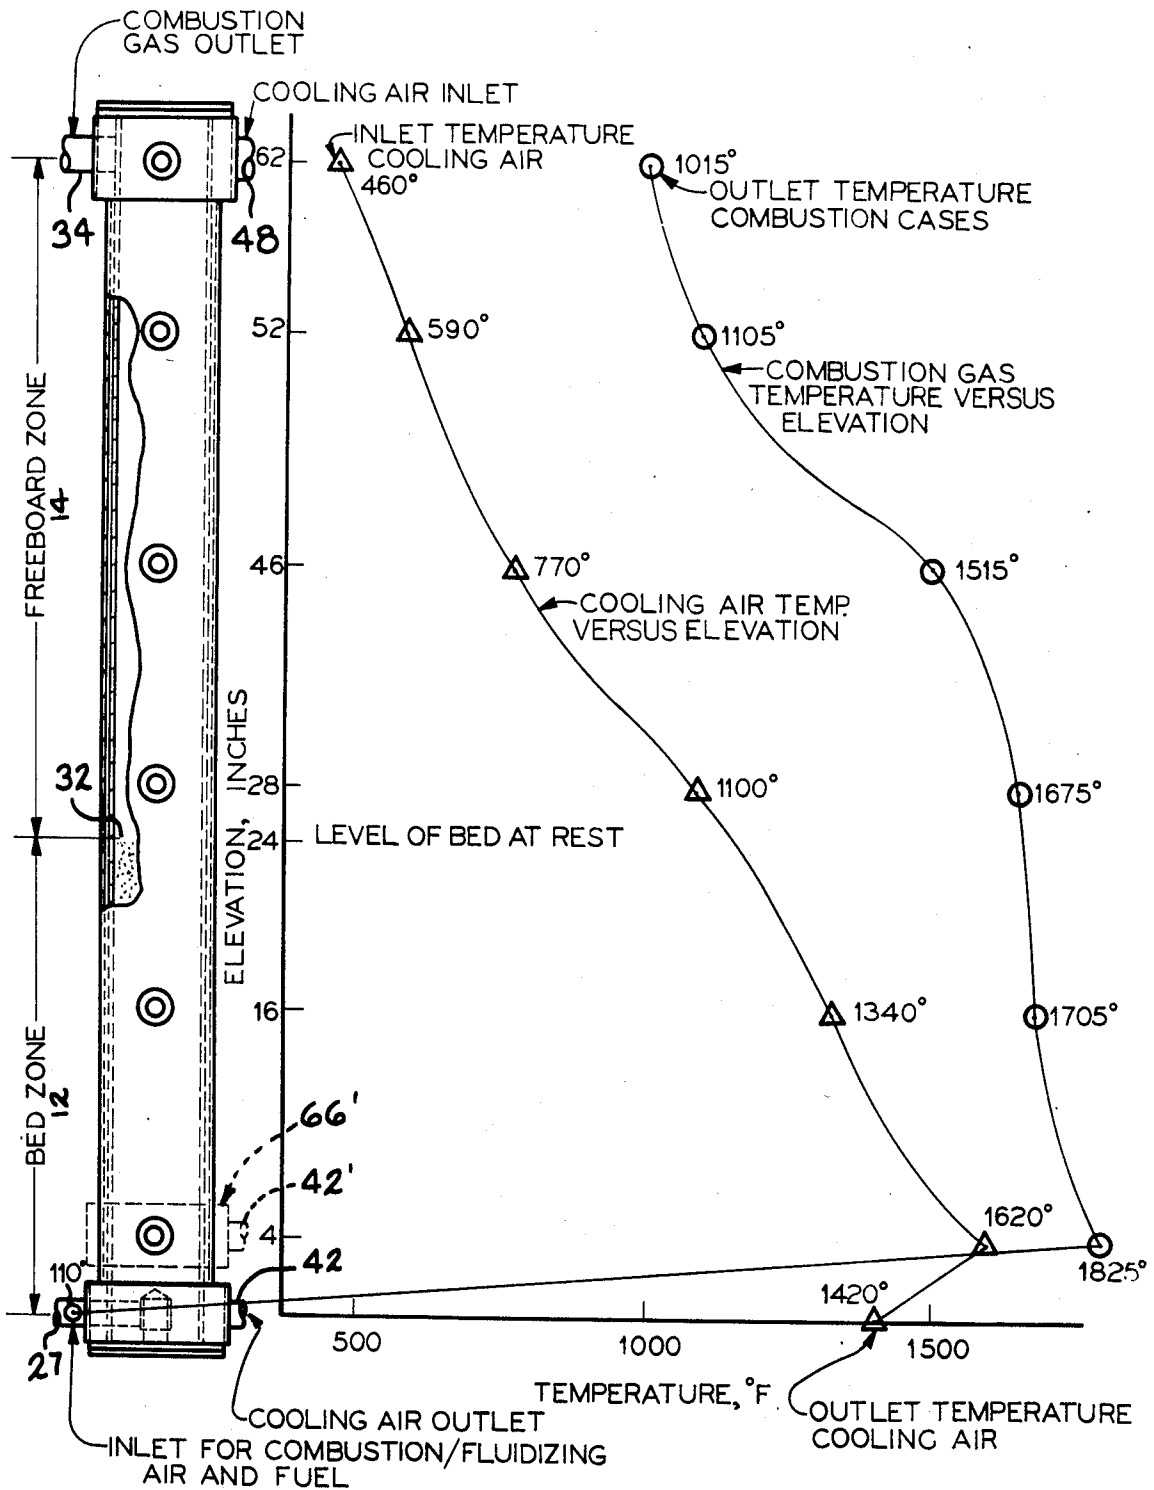 COMBUSTION
GAS OUTLET
COOLING AIR INLET
INLET TEMPERATURE
COOLING AIR
62
460°
1015°
OUTLET TEMPERATURE
COMBUSTION CASES
34
48
52
590°
1105°
COMBUSTION GAS
TEMPERATURE VERSUS
ELEVATION
FREEBOARD ZONE
14
46
770°
1515°
COOLING AIR TEMP.
VERSUS ELEVATION
ELEVATION, INCHES
32
28
1100°
1675°
24
LEVEL OF BED AT REST
16
1340°
1705°
BED ZONE
12
66'
42'
4
1620°
1825°
42
110°
1420°
27
500
1000
1500
TEMPERATURE, °F
COOLING AIR OUTLET
OUTLET TEMPERATURE
COOLING AIR
INLET FOR COMBUSTION/FLUIDIZING
AIR AND FUEL